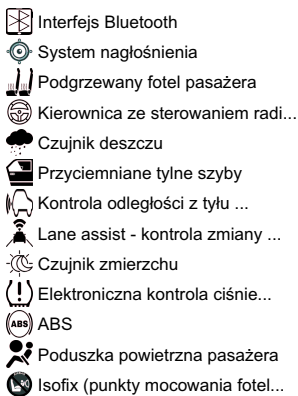 Interfejs Bluetooth
System nagłośnienia
Podgrzewany fotel pasażera
Kierownica ze sterowaniem radi...
Czujnik deszczu
Przyciemniane tylne szyby
Kontrola odległości z tyłu ...
Lane assist - kontrola zmiany ...
Czujnik zmierzchu
Elektroniczna kontrola ciśnie...
ABS ABS
Poduszka powietrzna pasażera
Isofix (punkty mocowania fotel...